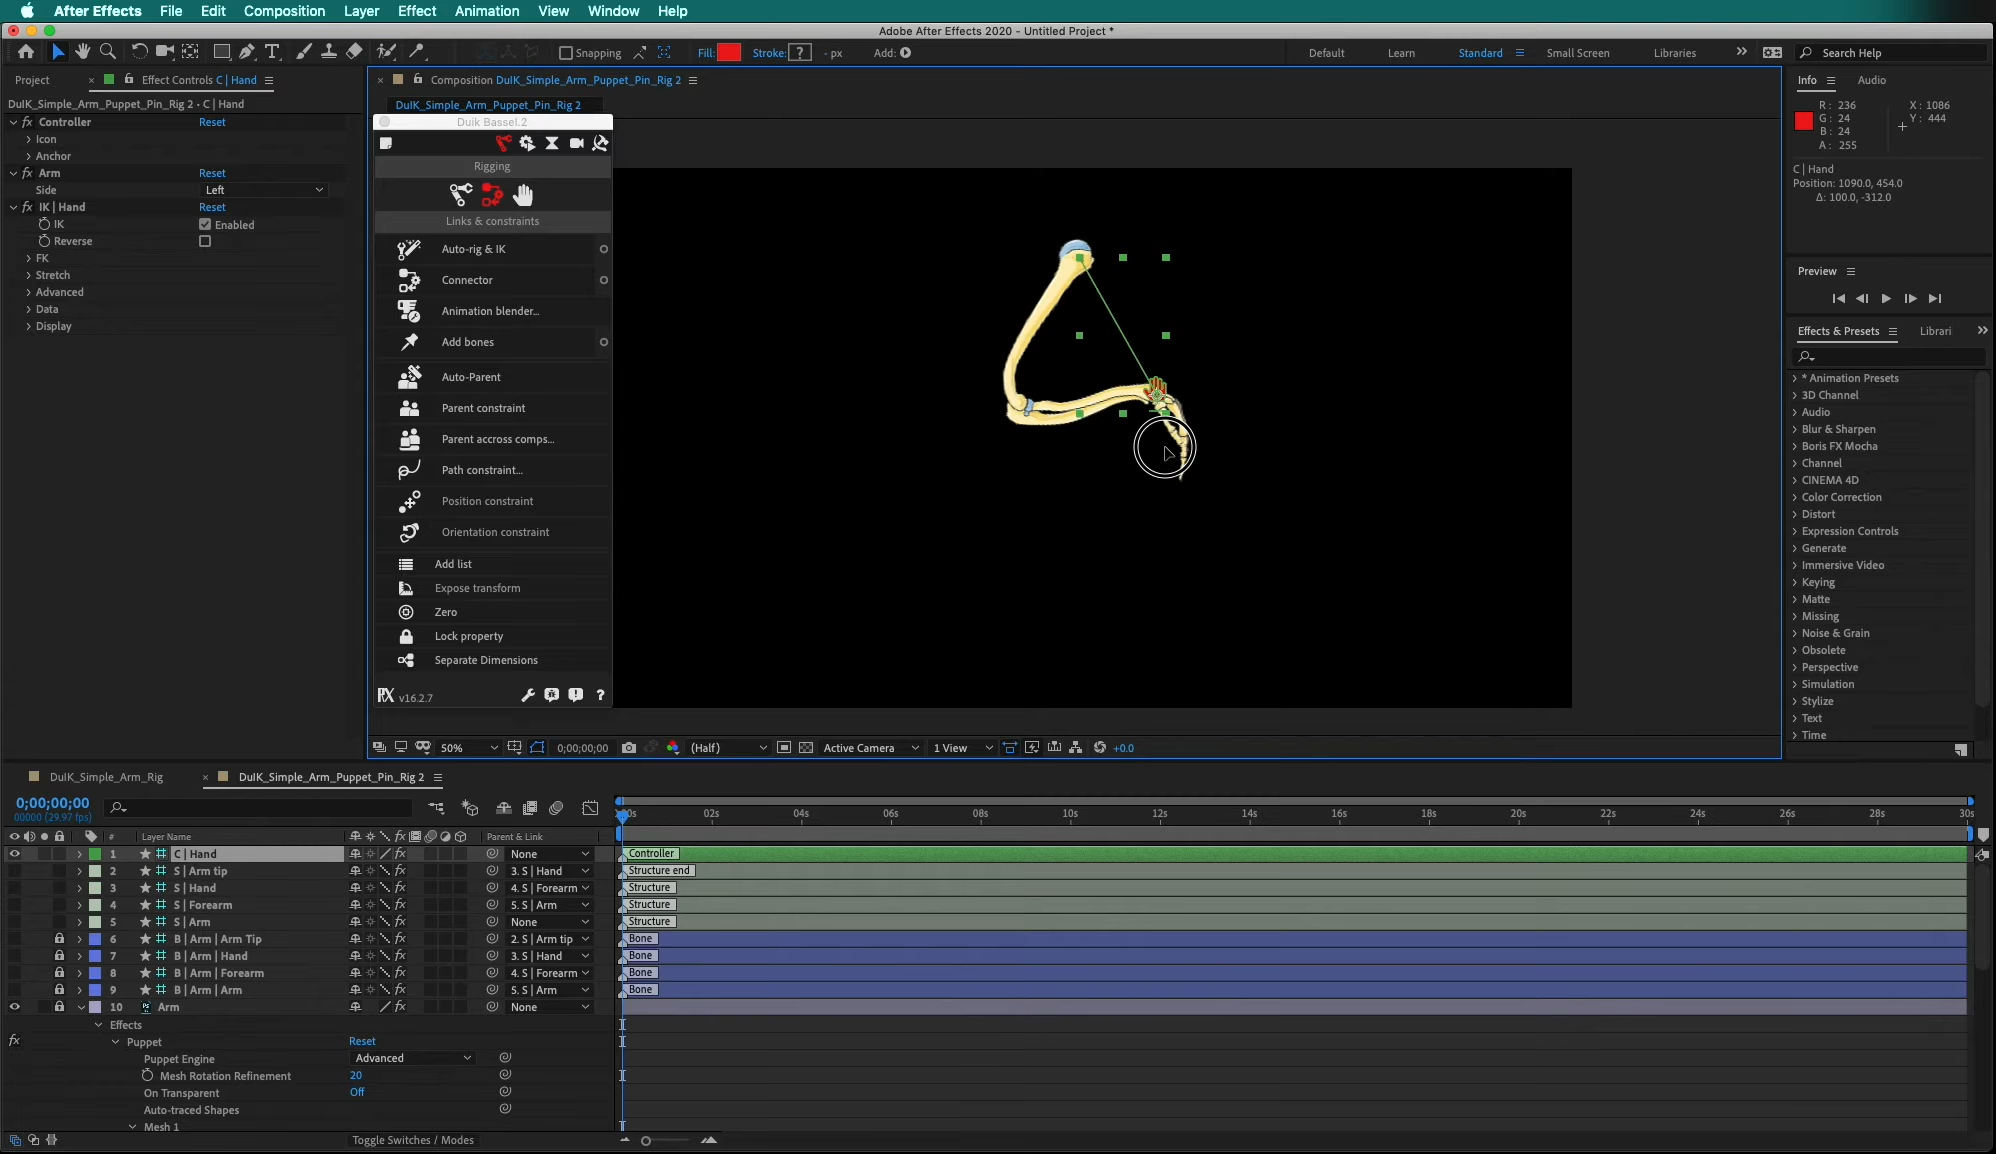 After Effects File Edit Composition Layer Effect Animation View Window Help
Adobe After Effects 2020 - Untitled Project *
Snapping Fill: Stroke: ? - px Add: Default Learn Standard Small Screen Libraries Search Help
Project Effect Controls C | Hand
DuIK_Simple_Arm_Puppet_Pin_Rig 2 • C | Hand
fx Controller Reset
Icon
Anchor
fx Arm Reset
Side Left
fx IK | Hand Reset
IK Enabled
Reverse
FK
Stretch
Advanced
Data
Display
Composition DuIK_Simple_Arm_Puppet_Pin_Rig 2
DuIK_Simple_Arm_Puppet_Pin_Rig 2
Duik Bassel.2
Rigging
Links & constraints
Auto-rig & IK
Connector
Animation blender...
Add bones
Auto-Parent
Parent constraint
Parent accross comps...
Path constraint...
Position constraint
Orientation constraint
Add list
Expose transform
Zero
Lock property
Separate Dimensions
v16.2.7 ?
50% 0;00;00;00 (Half) Active Camera 1 View +0.0
Info Audio
R: 236 X: 1086
G: 24 Y: 444
B: 24
A: 255
C | Hand
Position: 1090.0, 454.0
Δ: 100.0, -312.0
Preview
Effects & Presets Librari
* Animation Presets
3D Channel
Audio
Blur & Sharpen
Boris FX Mocha
Channel
CINEMA 4D
Color Correction
Distort
Expression Controls
Generate
Immersive Video
Keying
Matte
Missing
Noise & Grain
Obsolete
Perspective
Simulation
Stylize
Text
Time
DuIK_Simple_Arm_Rig DuIK_Simple_Arm_Puppet_Pin_Rig 2
0;00;00;00
00000 (29.97 fps)
02s 04s 06s 08s 10s 12s 14s 16s 18s 20s 22s 24s 26s 28s 30s
# Layer Name fx Parent & Link
1 C | Hand fx None Controller
2 S | Arm tip fx 3. S | Hand Structure end
3 S | Hand fx 4. S | Forearm Structure
4 S | Forearm fx 5. S | Arm Structure
5 S | Arm fx None Structure
6 B | Arm | Arm Tip fx 2. S | Arm tip Bone
7 B | Arm | Hand fx 3. S | Hand Bone
8 B | Arm | Forearm fx 4. S | Forearm Bone
9 B | Arm | Arm fx 5. S | Arm Bone
10 Arm fx None
Effects
fx Puppet Reset
Puppet Engine Advanced
Mesh Rotation Refinement 20
On Transparent Off
Auto-traced Shapes
Mesh 1
Toggle Switches / Modes